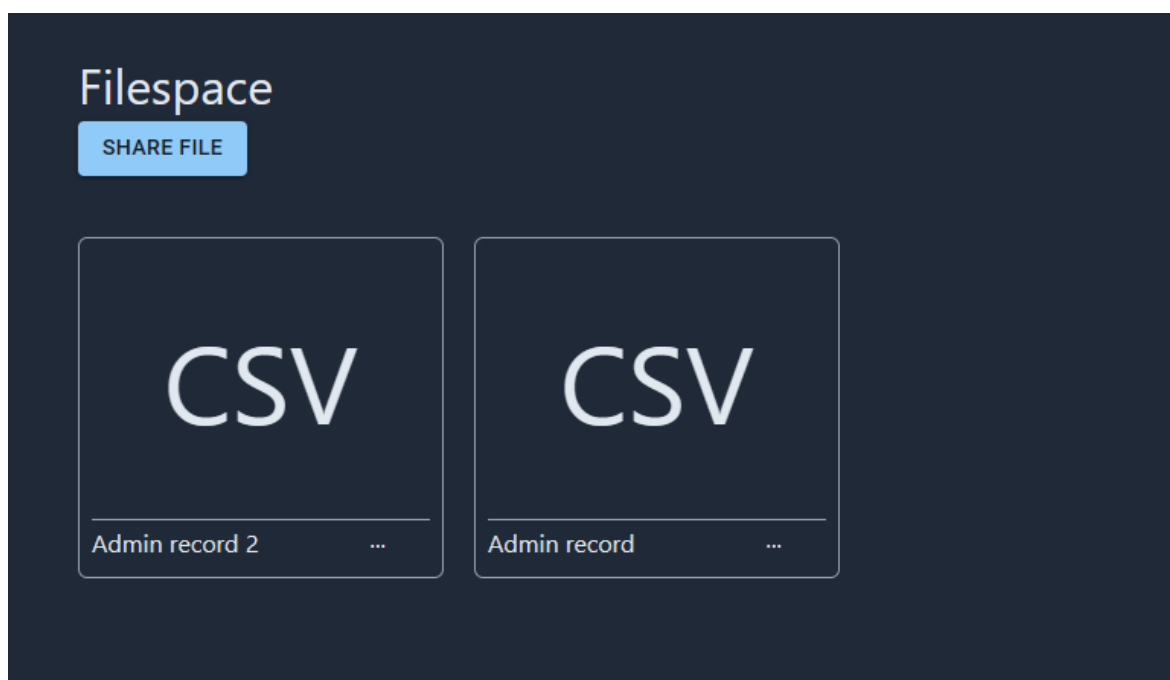 Filespace
SHARE FILE
CSV
CSV
Admin record 2 ...
Admin record ...